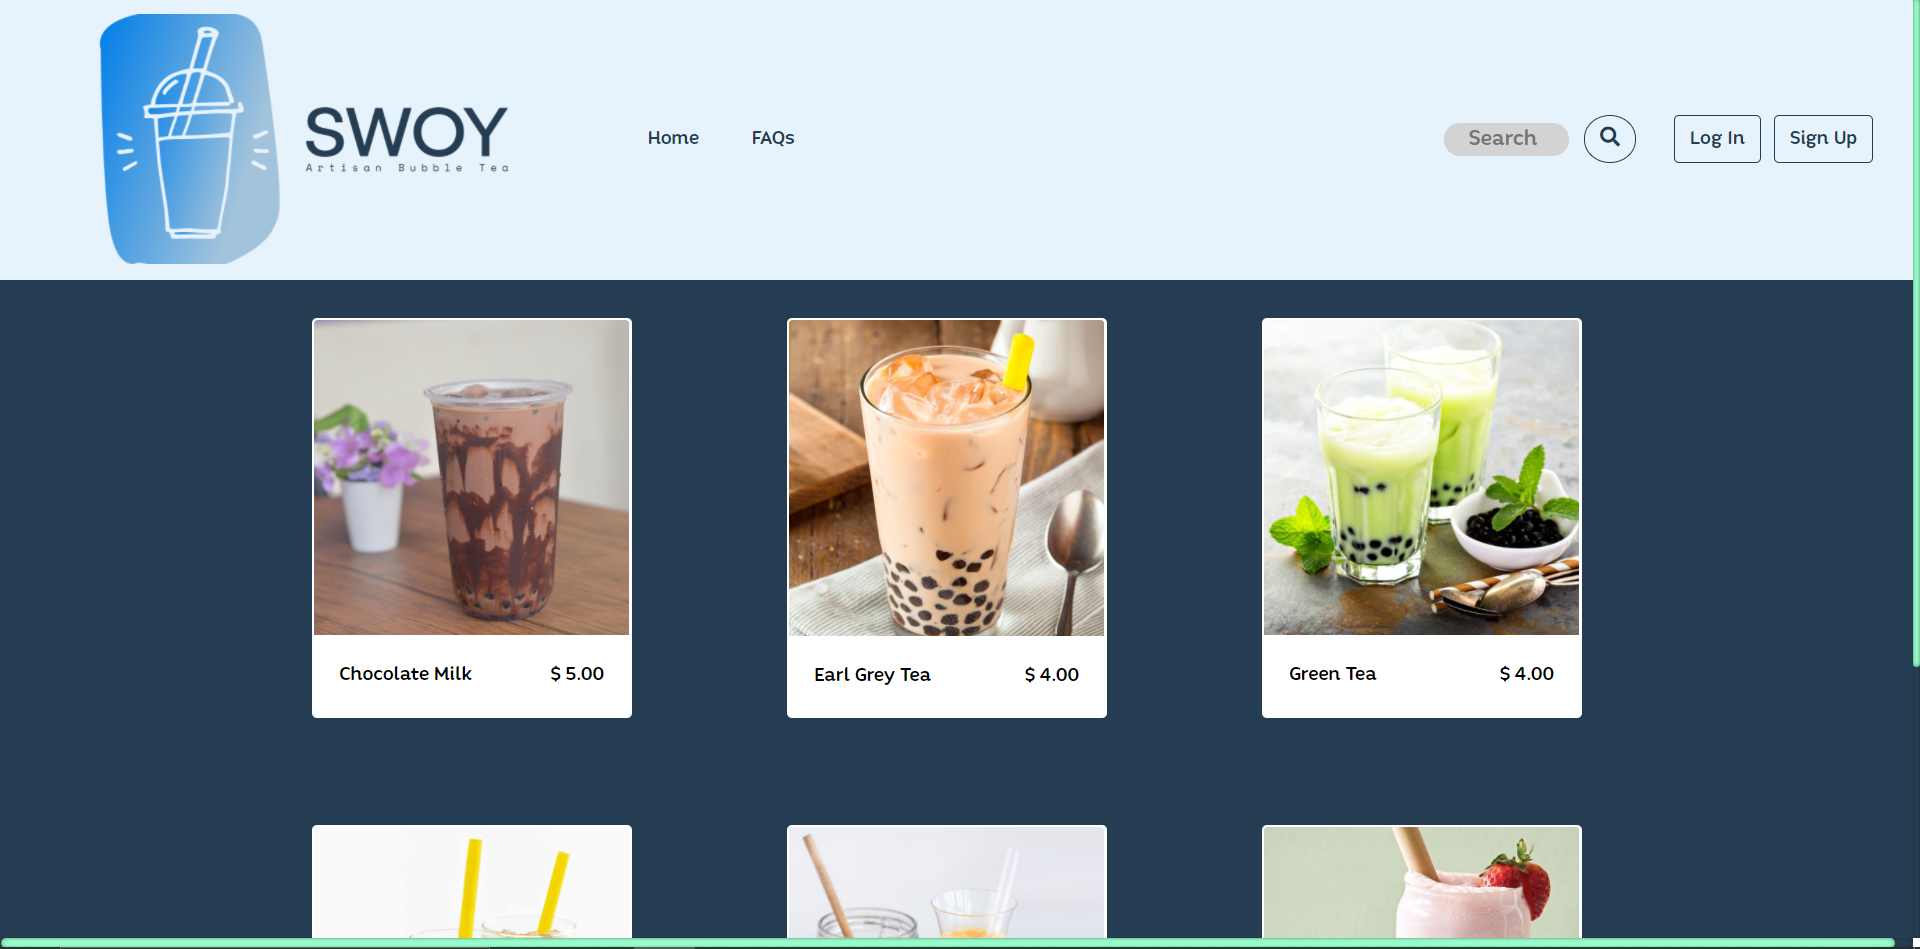 SWOY
Artisan Bubble Tea
Home
FAQs
Search
Log In
Sign Up
Chocolate Milk
$ 5.00
Earl Grey Tea
$ 4.00
Green Tea
$ 4.00